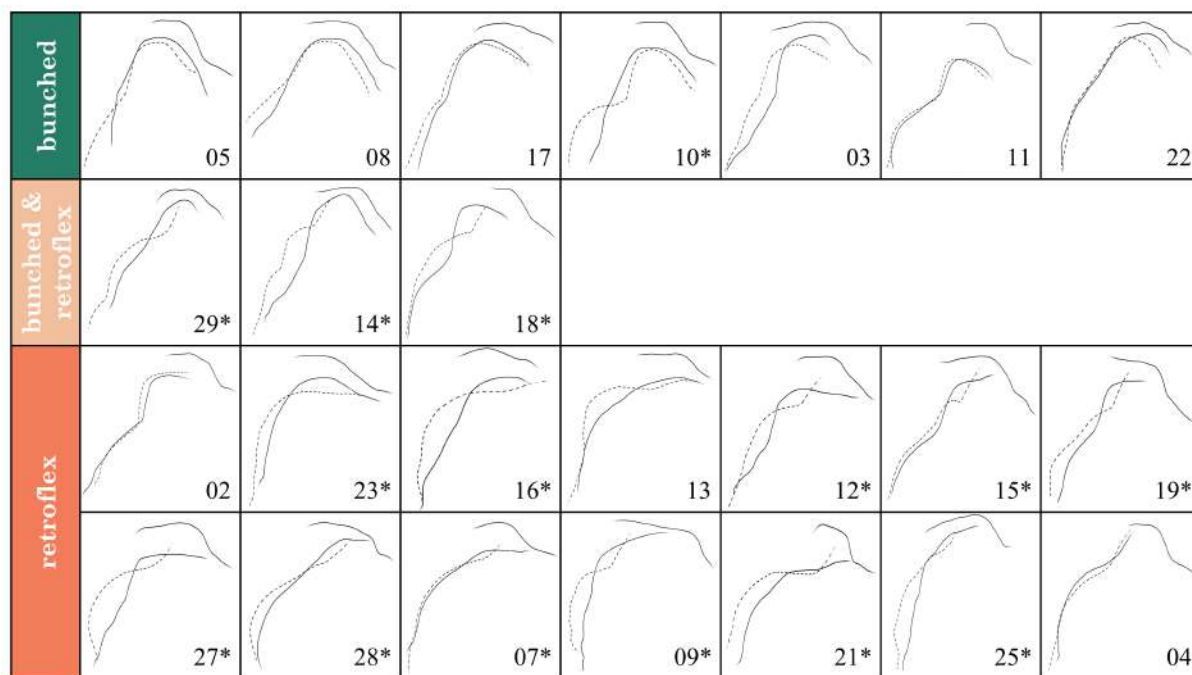 bunched
05 08 17 10* 03 11 22
bunched &
retroflex
29* 14* 18*
retroflex
02 23* 16* 13 12* 15* 19*
27* 28* 07* 09* 21* 25* 04